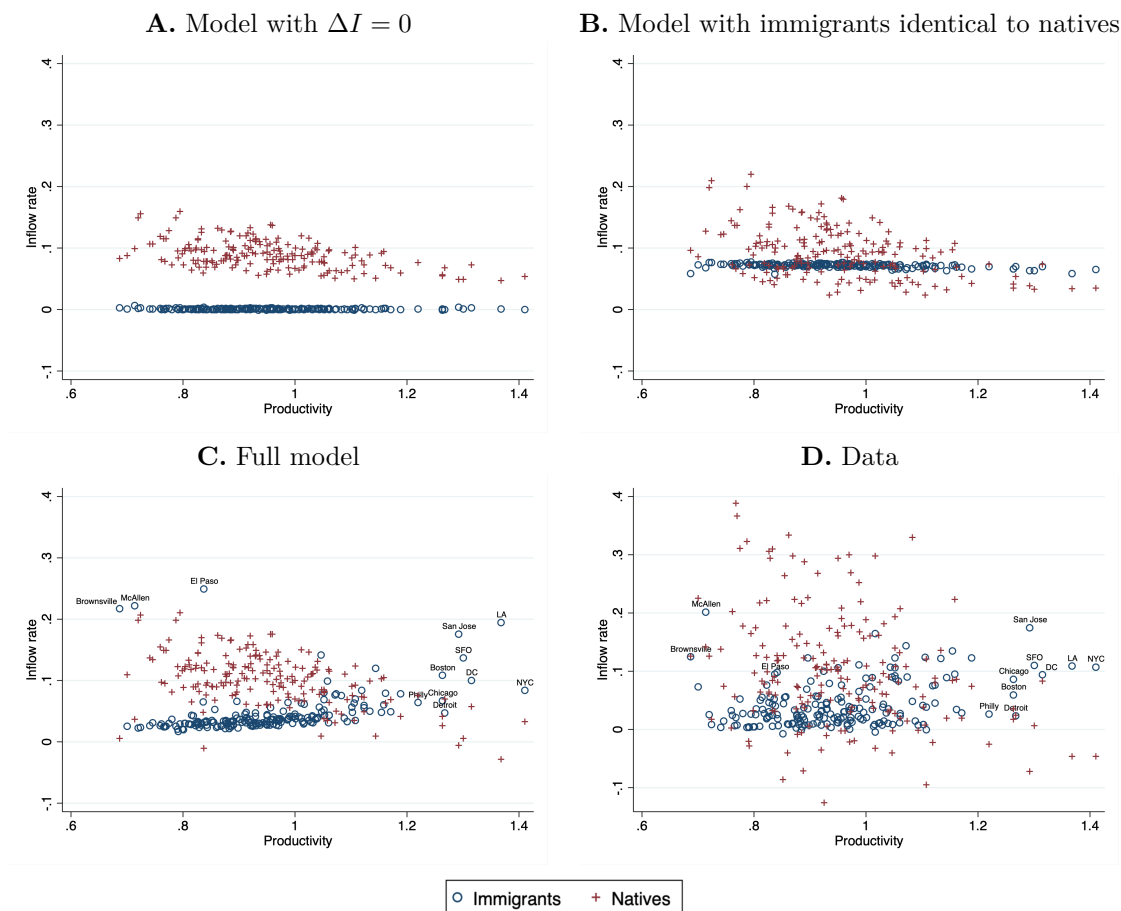 A. Model with ΔI = 0
.4
.3
.2
.1
0
-.1
Inflow rate
.6 .8 1 1.2 1.4
Productivity
B. Model with immigrants identical to natives
.4
.3
.2
.1
0
-.1
Inflow rate
.6 .8 1 1.2 1.4
Productivity
C. Full model
.4
.3
.2
.1
0
-.1
Inflow rate
El Paso
Brownsville McAllen
LA
San Jose
SFO
Boston DC
Philly Chicago NYC
Detroit
.6 .8 1 1.2 1.4
Productivity
D. Data
.4
.3
.2
.1
0
-.1
Inflow rate
McAllen
San Jose
Brownsville
SFO LA NYC
El Paso Chicago DC
Boston
Philly Detroit
.6 .8 1 1.2 1.4
Productivity
Immigrants Natives